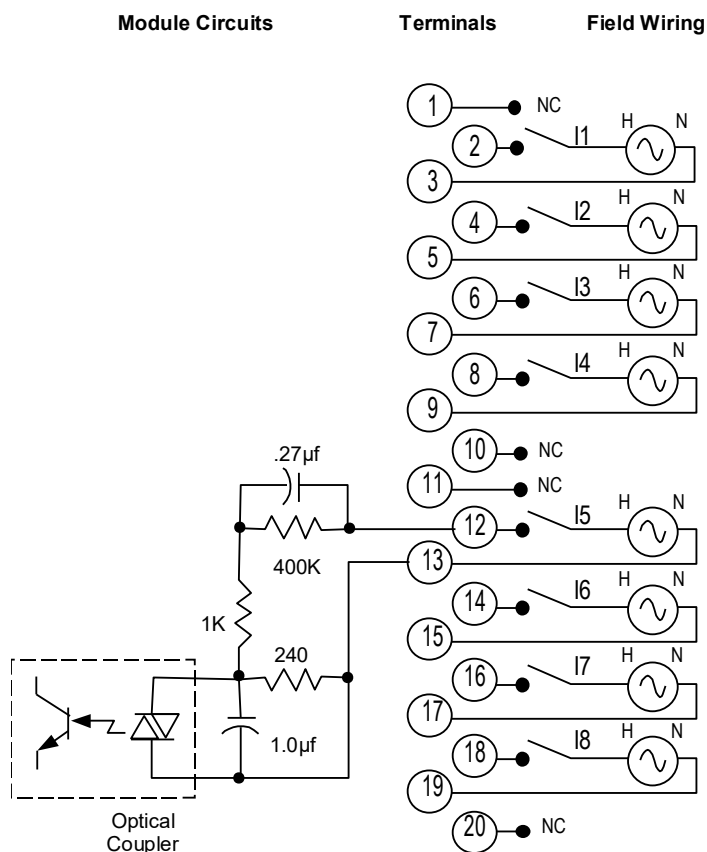 Module Circuits
Terminals
Field Wiring
1
NC
2
I1
H
N
3
4
I2
H
N
5
6
I3
H
N
7
8
I4
H
N
9
10
NC
11
NC
.27µf
400K
12
I5
H
N
13
1K
240
1.0µf
14
I6
H
N
15
16
I7
H
N
17
18
I8
H
N
19
20
NC
Optical
Coupler